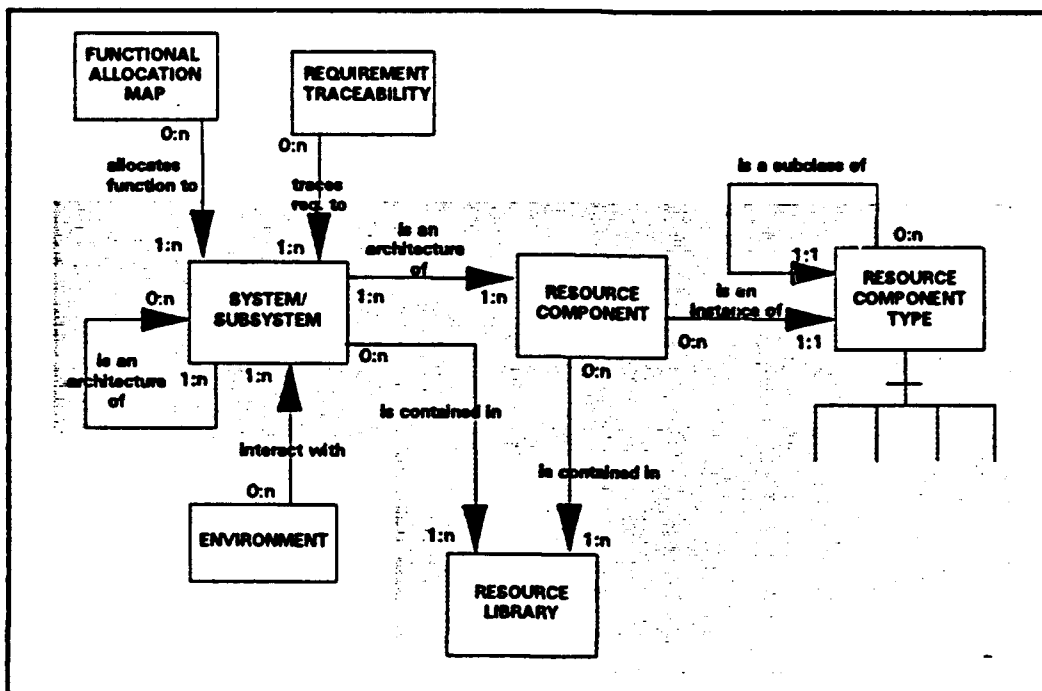 FUNCTIONAL
ALLOCATION
MAP
REQUIREMENT
TRACEABILITY
0:n
0:n
allocates
function to
traces
req. to
is a subclass of
1:n
1:n
is an
architecture
of
0:n
1:1
0:n
SYSTEM/
SUBSYSTEM
1:n
1:n
RESOURCE
COMPONENT
is an
instance of
RESOURCE
COMPONENT
TYPE
is an
architecture
of
1:n
1:n
0:n
0:n
0:n
1:1
is contained in
interact with
is contained in
0:n
ENVIRONMENT
1:n
1:n
RESOURCE
LIBRARY